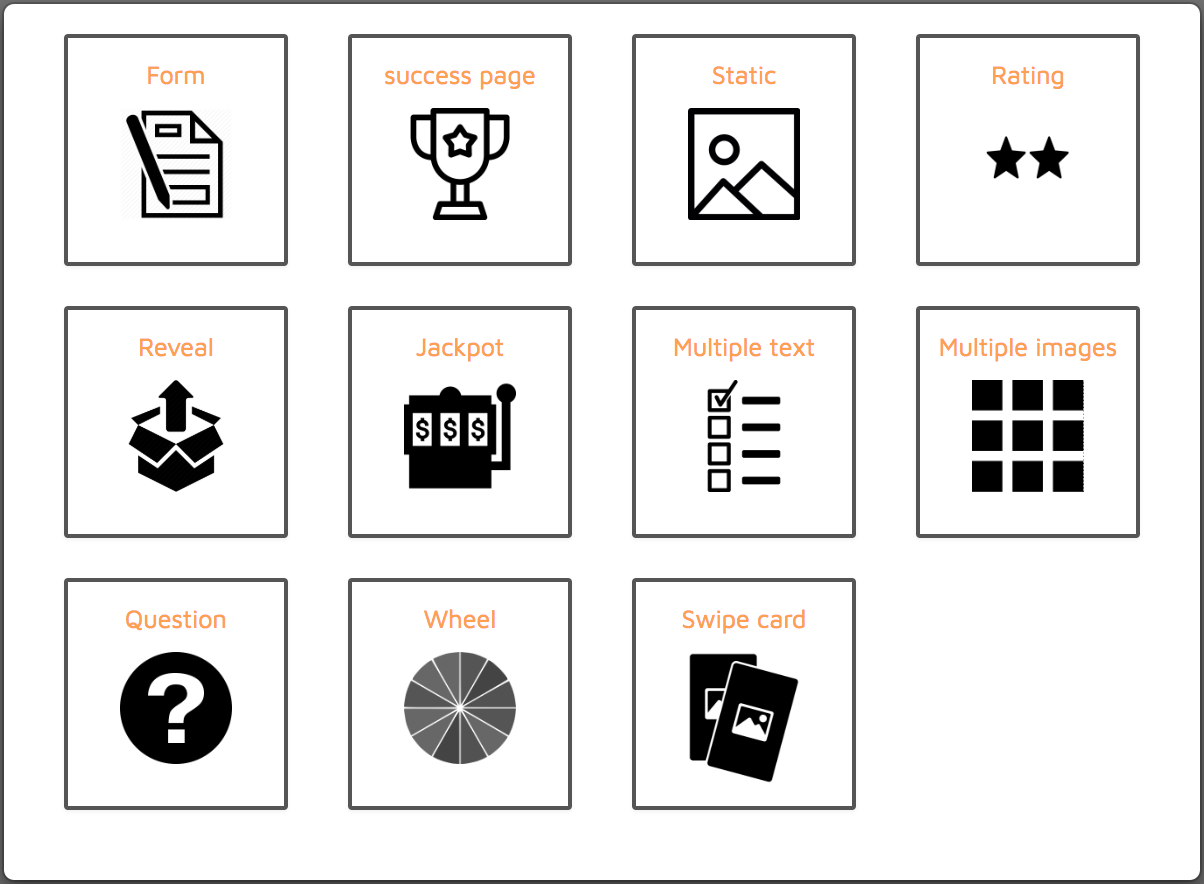 Form
success page
Static
Rating
Reveal
Jackpot
Multiple text
Multiple images
$ $ $
Question
Wheel
Swipe card
?